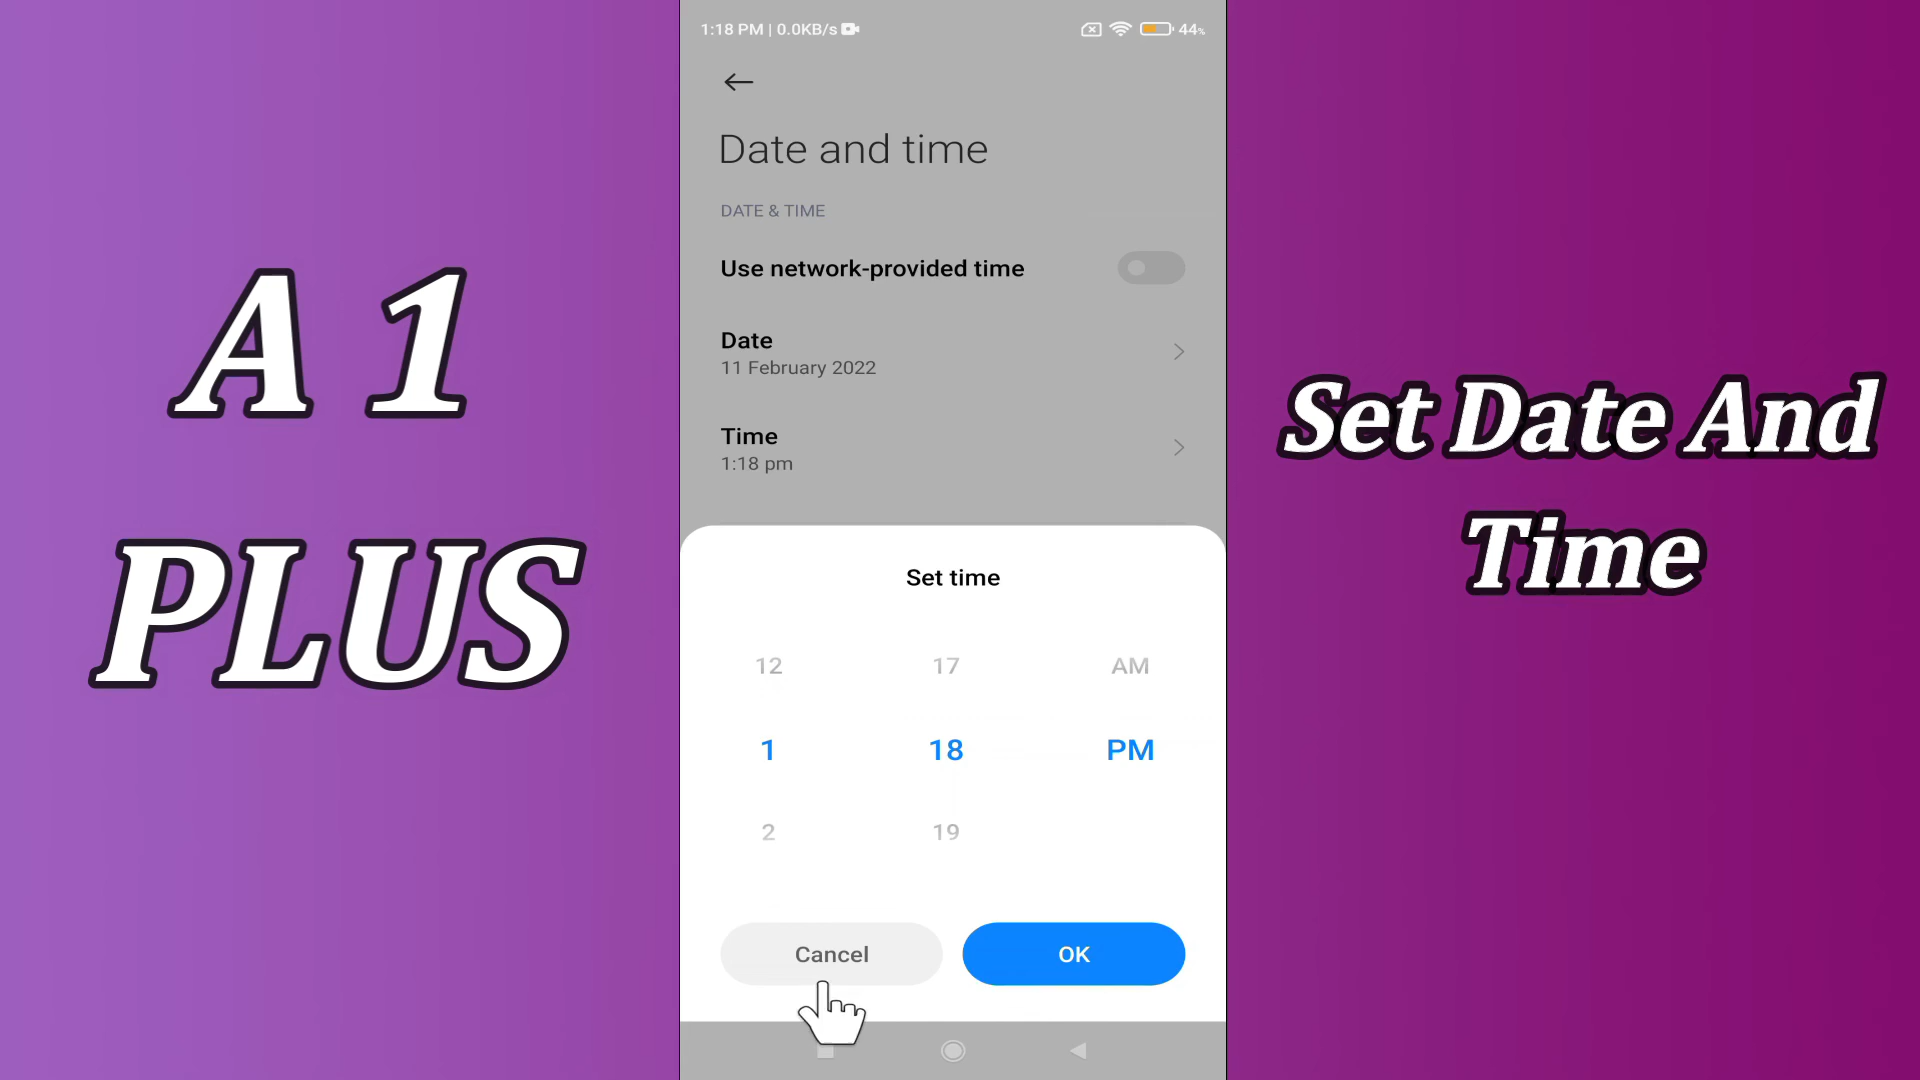 A 1
PLUS
1:18 PM | 0.0KB/s
44%
Date and time
DATE & TIME
Use network-provided time
Date
11 February 2022
Time
1:18 pm
Set time
12 17 AM
1 18 PM
2 19
Cancel OK
Set Date And
Time